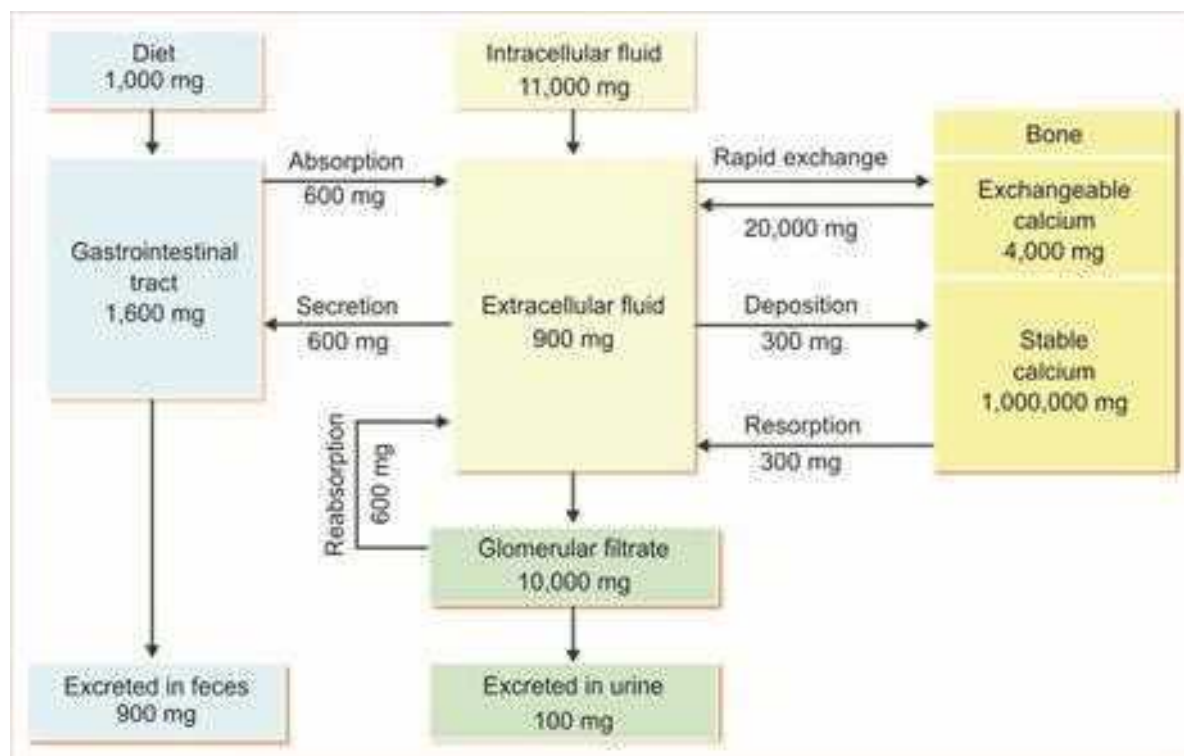 Diet
1,000 mg
Intracellular fluid
11,000 mg
Bone
Absorption
600 mg
Rapid exchange
20,000 mg
Exchangeable
calcium
4,000 mg
Gastrointestinal
tract
1,600 mg
Secretion
600 mg
Extracellular fluid
900 mg
Deposition
300 mg
Stable
calcium
1,000,000 mg
Reabsorption
600 mg
Resorption
300 mg
Glomerular filtrate
10,000 mg
Excreted in feces
900 mg
Excreted in urine
100 mg